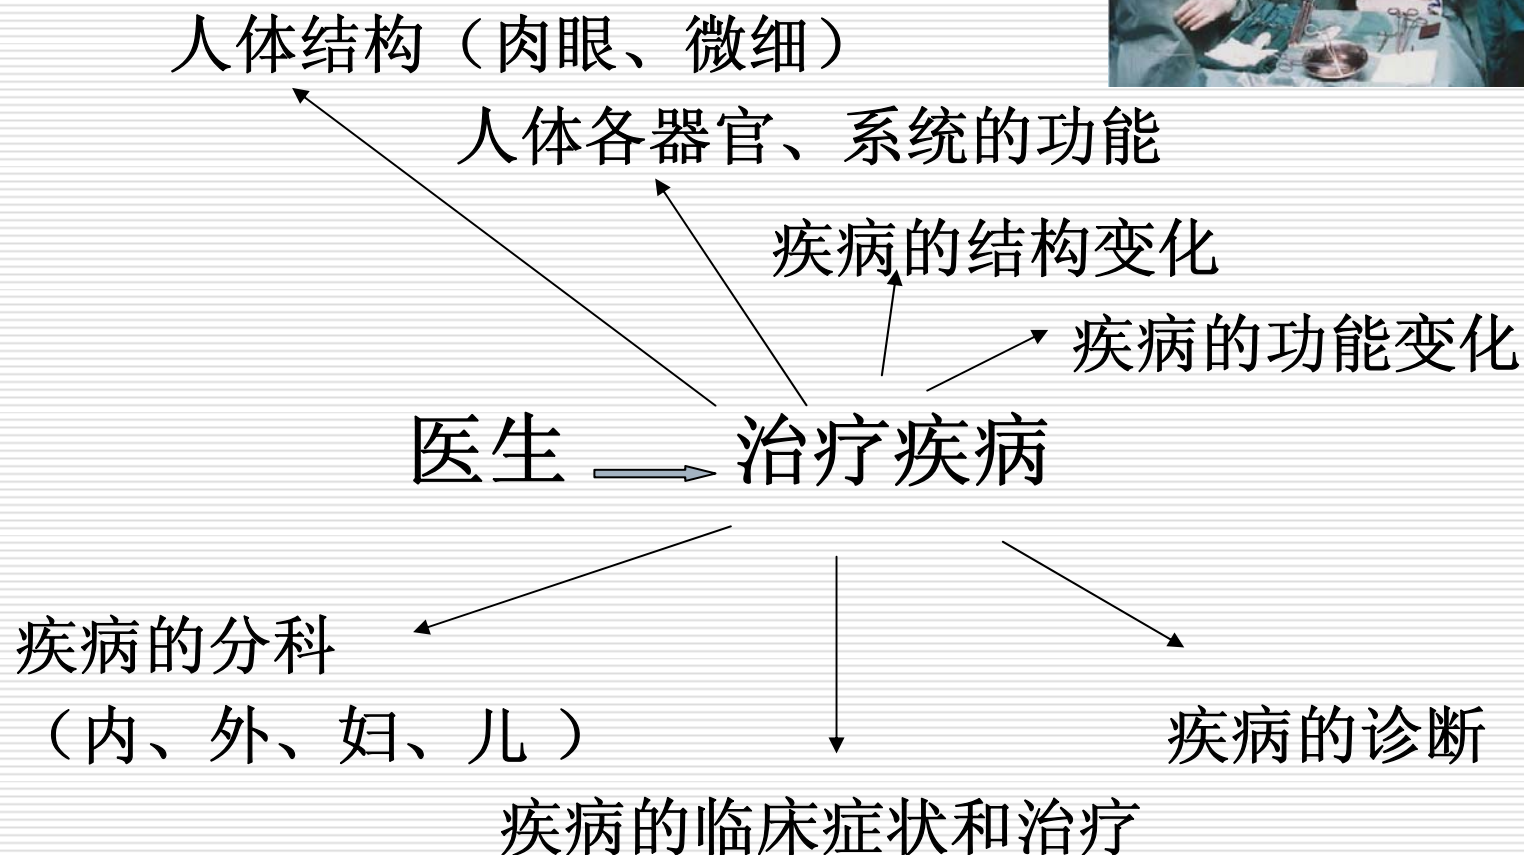 人体结构（肉眼、微细）
人体各器官、系统的功能
疾病的结构变化
疾病的功能变化
医生 治疗疾病
疾病的分科
（内、外、妇、儿 ）
疾病的诊断
疾病的临床症状和治疗